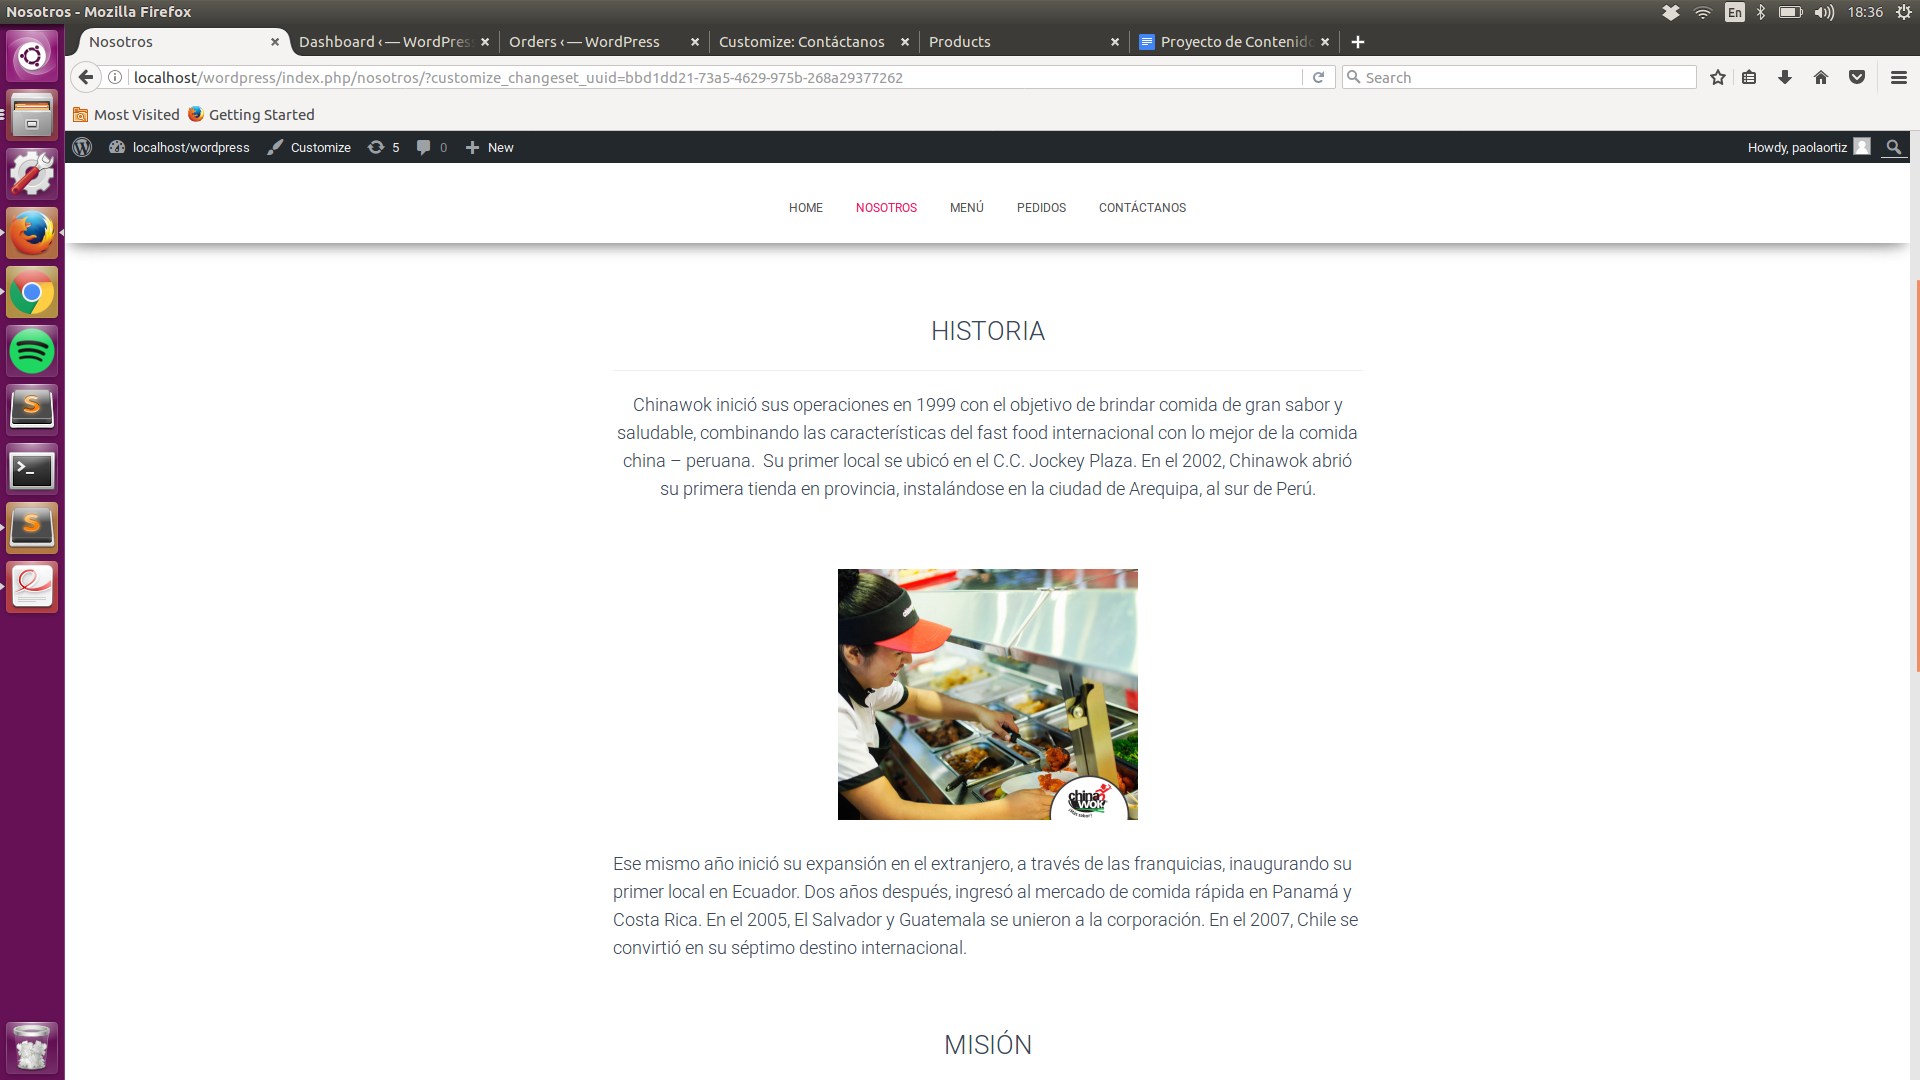 Nosotros - Mozilla Firefox
En
18:36
Nosotros
Dashboard ‹ — WordPres
Orders ‹ — WordPress
Customize: Contáctanos
Products
Proyecto de Contenido
localhost/wordpress/index.php/nosotros/?customize_changeset_uuid=bbd1dd21-73a5-4629-975b-268a29377262
Search
Most Visited
Getting Started
localhost/wordpress
Customize
5
0
New
Howdy, paolaortiz
HOME
NOSOTROS
MENÚ
PEDIDOS
CONTÁCTANOS
HISTORIA
Chinawok inició sus operaciones en 1999 con el objetivo de brindar comida de gran sabor y
saludable, combinando las características del fast food internacional con lo mejor de la comida
china – peruana.  Su primer local se ubicó en el C.C. Jockey Plaza. En el 2002, Chinawok abrió
su primera tienda en provincia, instalándose en la ciudad de Arequipa, al sur de Perú.
china
wok
Ese mismo año inició su expansión en el extranjero, a través de las franquicias, inaugurando su
primer local en Ecuador. Dos años después, ingresó al mercado de comida rápida en Panamá y
Costa Rica. En el 2005, El Salvador y Guatemala se unieron a la corporación. En el 2007, Chile se
convirtió en su séptimo destino internacional.
MISIÓN